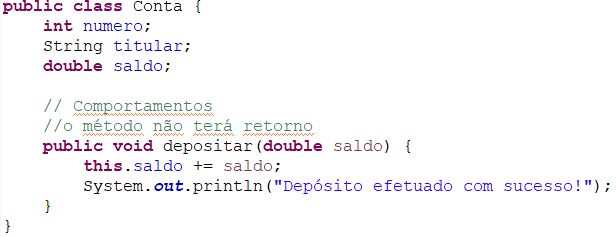 public class Conta {
    int numero;
    String titular;
    double saldo;

    // Comportamentos
    //o método não terá retorno
    public void depositar(double saldo) {
        this.saldo += saldo;
        System.out.println("Depósito efetuado com sucesso!");
    }
}